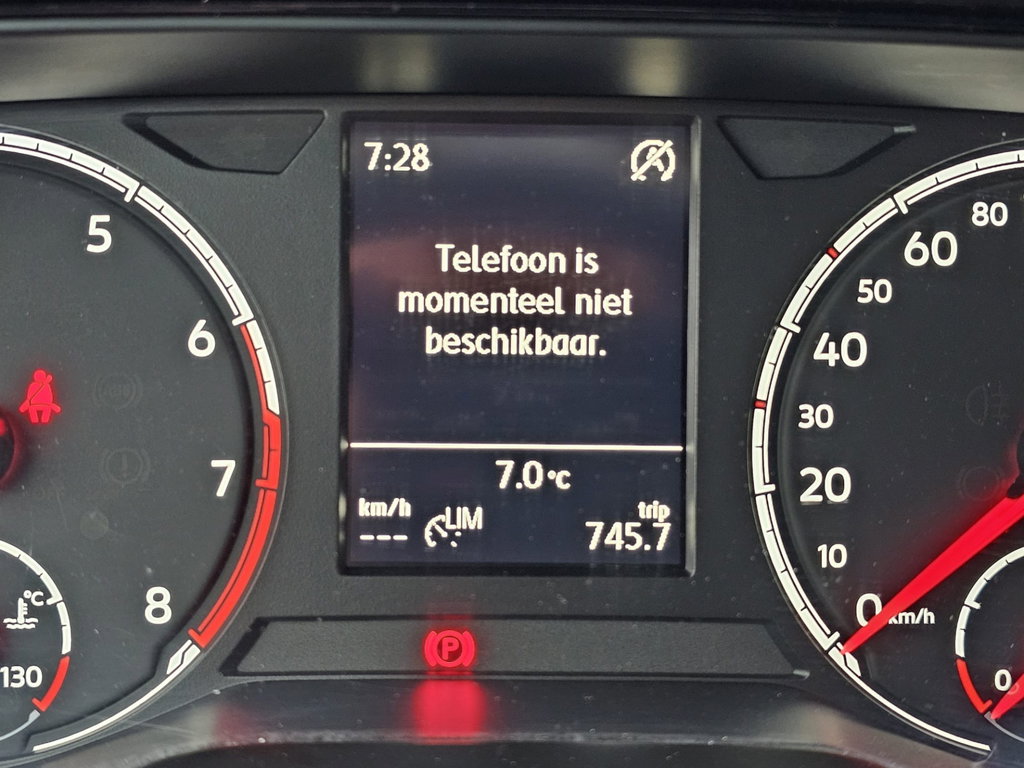 7:28
Telefoon is
momenteel niet
beschikbaar.
7.0°C
km/h
--- LIM
trip
745.7
5
6
7
8
°C
130
P
80
60
50
40
30
20
10
0 km/h
0